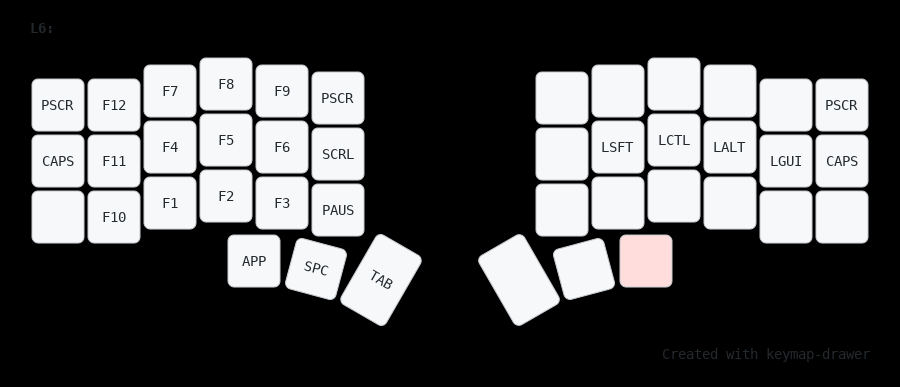 L6:
PSCR F12 F7 F8 F9 PSCR PSCR
CAPS F11 F4 F5 F6 SCRL LSFT LCTL LALT LGUI CAPS
F10 F1 F2 F3 PAUS
APP SPC TAB
Created with keymap-drawer